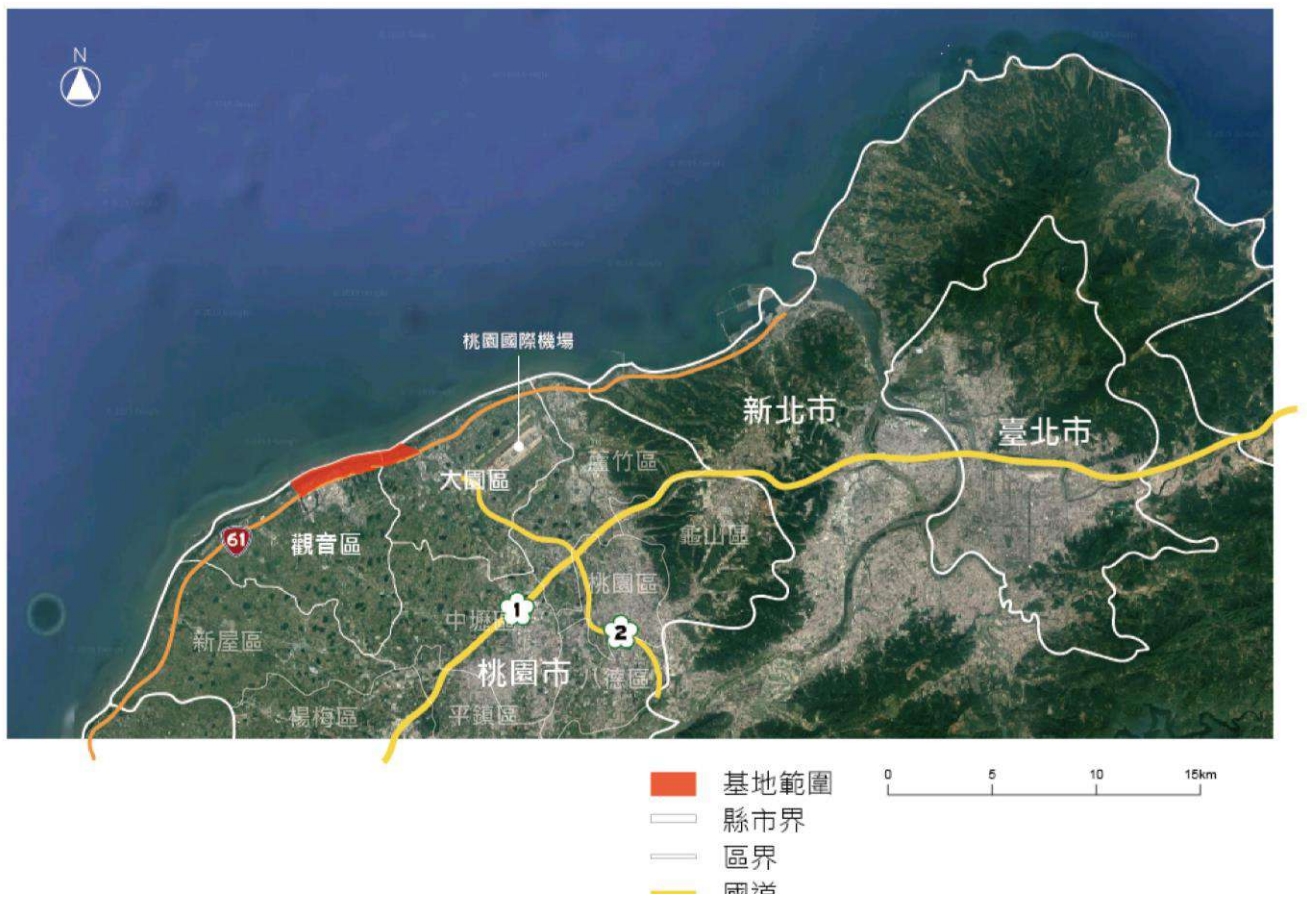 N
桃園國際機場
新北市
臺北市
蘆竹區
大園區
61
觀音區
龜山區
桃園區
1
中壢區
2
新屋區
桃園市
八德區
楊梅區
平鎮區
基地範圍
0 5 10 15km
縣市界
區界
國道